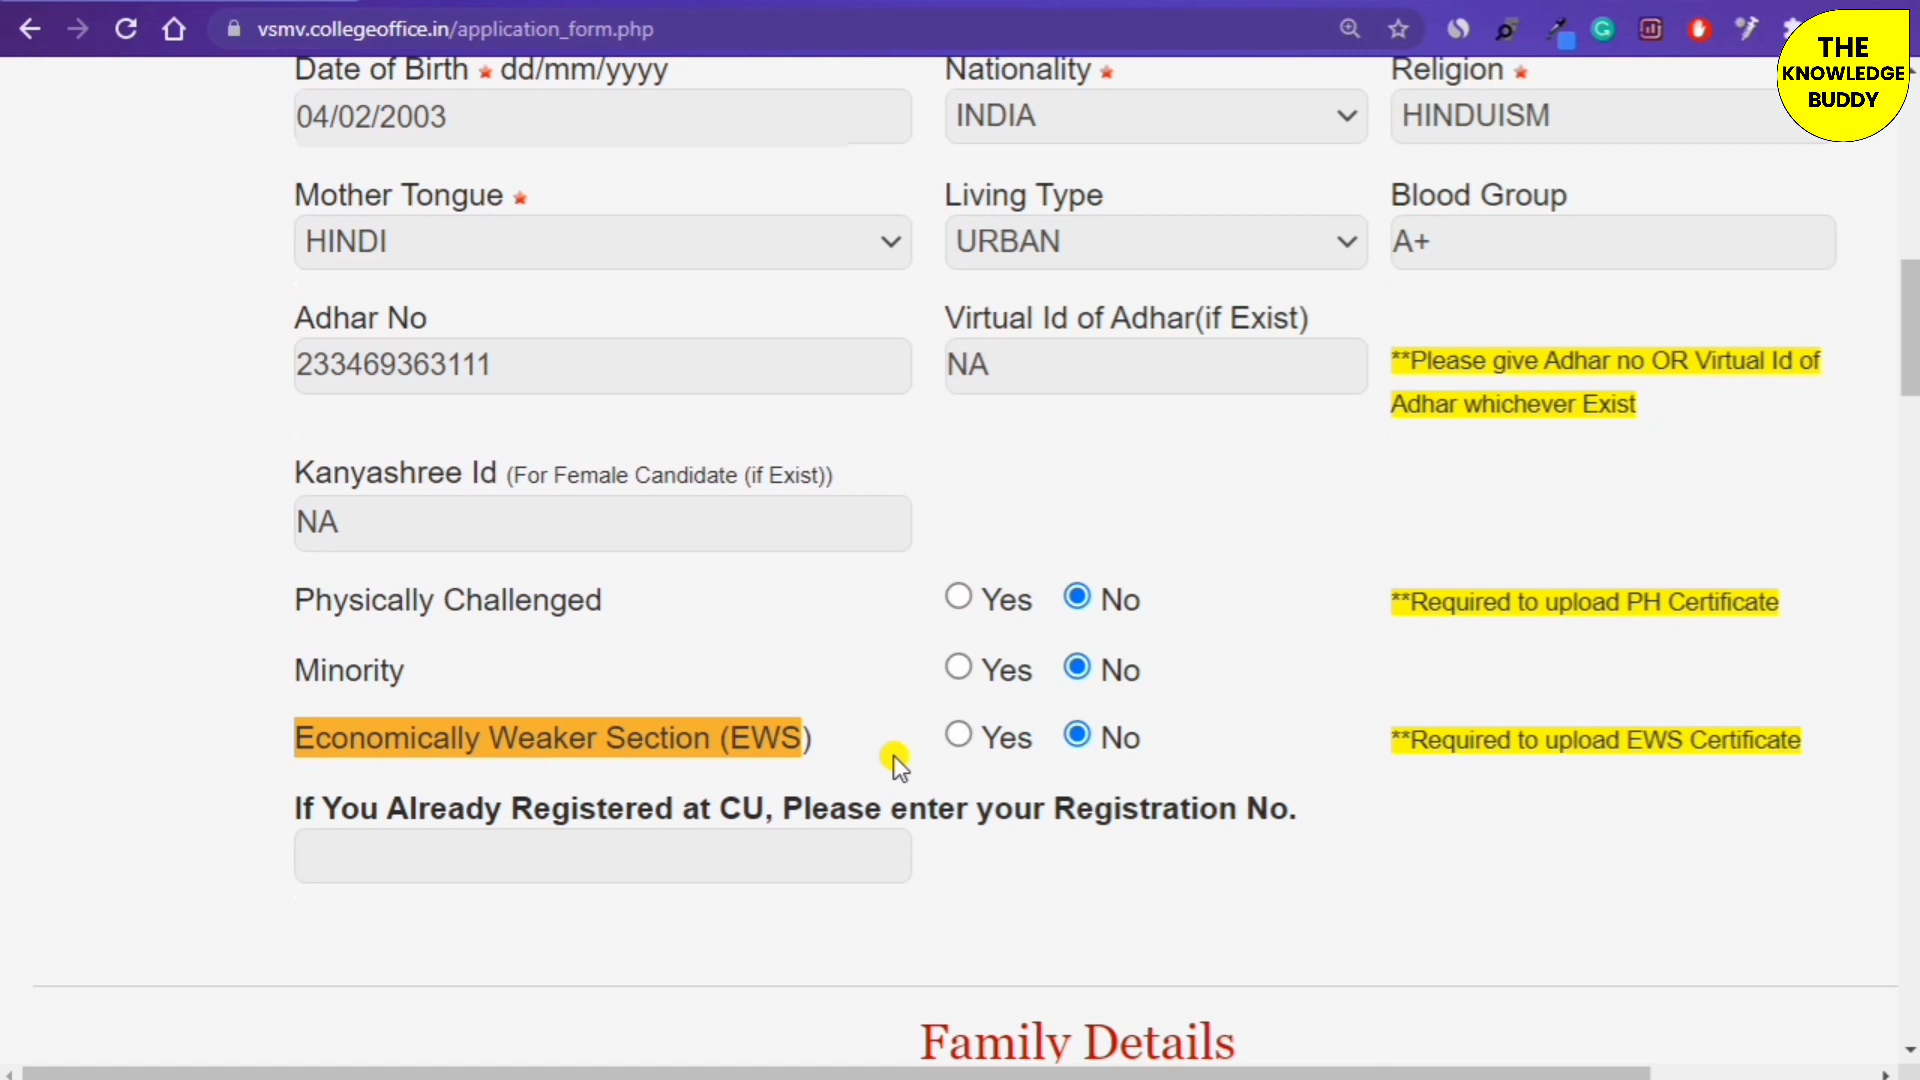 vsmv.collegeoffice.in/application_form.php
THE
KNOWLEDGE
BUDDY
Date of Birth dd/mm/yyyy Nationality Religion
04/02/2003 INDIA HINDUISM
Mother Tongue Living Type Blood Group
HINDI URBAN A+
Adhar No Virtual Id of Adhar(if Exist)
233469363111 NA **Please give Adhar no OR Virtual Id of
Adhar whichever Exist
Kanyashree Id (For Female Candidate (if Exist))
NA
Physically Challenged Yes No **Required to upload PH Certificate
Minority Yes No
Economically Weaker Section (EWS) Yes No **Required to upload EWS Certificate
If You Already Registered at CU, Please enter your Registration No.
Family Details